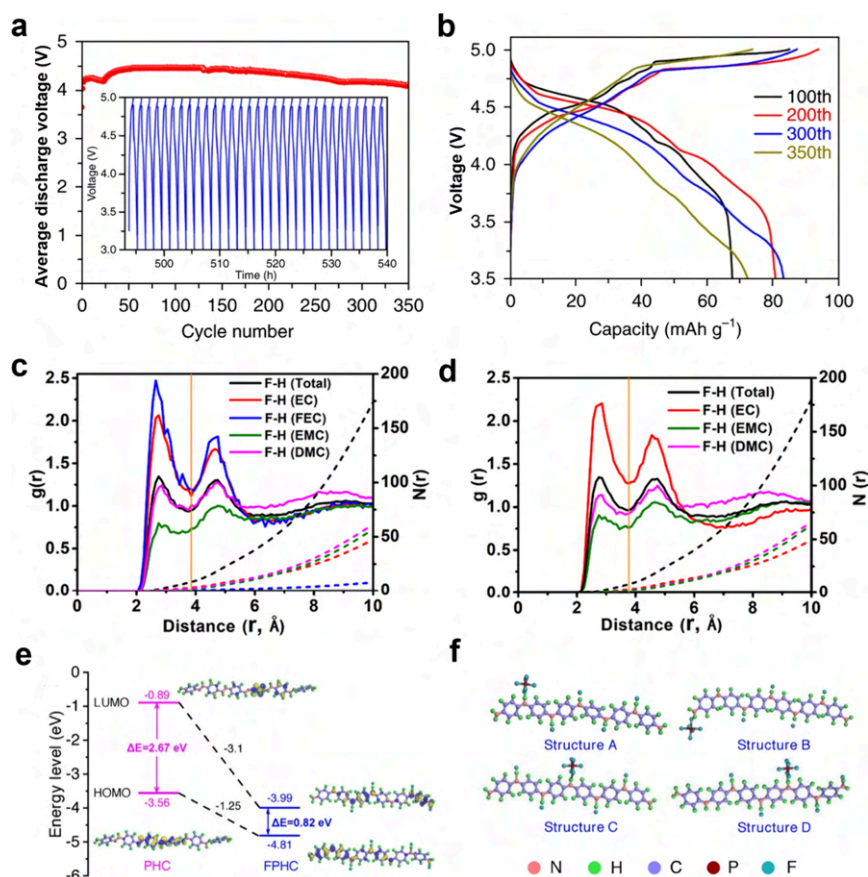 a
Average discharge voltage (V)
5
4
3
2
1
0
0 50 100 150 200 250 300 350
Cycle number
Voltage (V)
5.0
4.5
4.0
3.5
3.0
500 510 520 530 540
Time (h)
b
Voltage (V)
5.0
4.5
4.0
3.5
0 20 40 60 80 100
Capacity (mAh g⁻¹)
100th
200th
300th
350th
c
g(r)
2.5
2.0
1.5
1.0
0.5
0.0
0 2 4 6 8 10
Distance (r, Å)
F-H (Total)
F-H (EC)
F-H (FEC)
F-H (EMC)
F-H (DMC)
200
150
100
50
0
N(r)
d
g(r)
2.5
2.0
1.5
1.0
0.5
0.0
0 2 4 6 8 10
Distance (r, Å)
F-H (Total)
F-H (EC)
F-H (EMC)
F-H (DMC)
200
150
100
50
0
N (r)
e
Energy level (eV)
0
-1
-2
-3
-4
-5
-6
LUMO
-0.89
ΔE=2.67 eV
-3.1
HOMO
-3.56
-1.25
-3.99
ΔE=0.82 eV
-4.81
PHC
FPHC
f
Structure A
Structure B
Structure C
Structure D
N H C P F